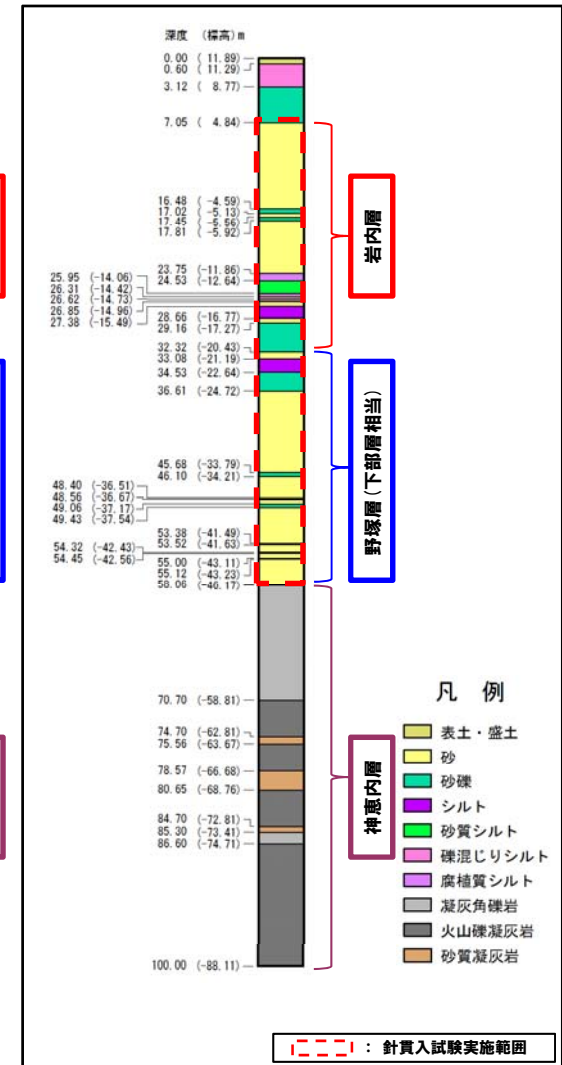 深度 (標高) m
0.00 ( 11.89)
0.60 ( 11.29)
3.12 ( 8.77)
7.05 ( 4.84)
16.48 ( -4.59)
17.02 ( -5.13)
17.45 ( -5.56)
17.81 ( -5.92)
23.75 (-11.86)
24.53 (-12.64)
25.95 (-14.06)
26.31 (-14.42)
26.62 (-14.73)
26.85 (-14.96)
27.38 (-15.49)
28.66 (-16.77)
29.16 (-17.27)
32.32 (-20.43)
33.08 (-21.19)
34.53 (-22.64)
36.61 (-24.72)
45.68 (-33.79)
46.10 (-34.21)
48.40 (-36.51)
48.56 (-36.67)
49.06 (-37.17)
49.43 (-37.54)
53.38 (-41.49)
53.52 (-41.63)
54.32 (-42.43)
54.45 (-42.56)
55.00 (-43.11)
55.12 (-43.23)
58.06 (-46.17)
70.70 (-58.81)
74.70 (-62.81)
75.56 (-63.67)
78.57 (-66.68)
80.65 (-68.76)
84.70 (-72.81)
85.30 (-73.41)
86.60 (-74.71)
100.00 (-88.11)
岩内層
野塚層(下部層相当)
神恵内層
凡 例
表土・盛土
砂
砂礫
シルト
砂質シルト
礫混じりシルト
腐植質シルト
凝灰角礫岩
火山礫凝灰岩
砂質凝灰岩
: 針貫入試験実施範囲